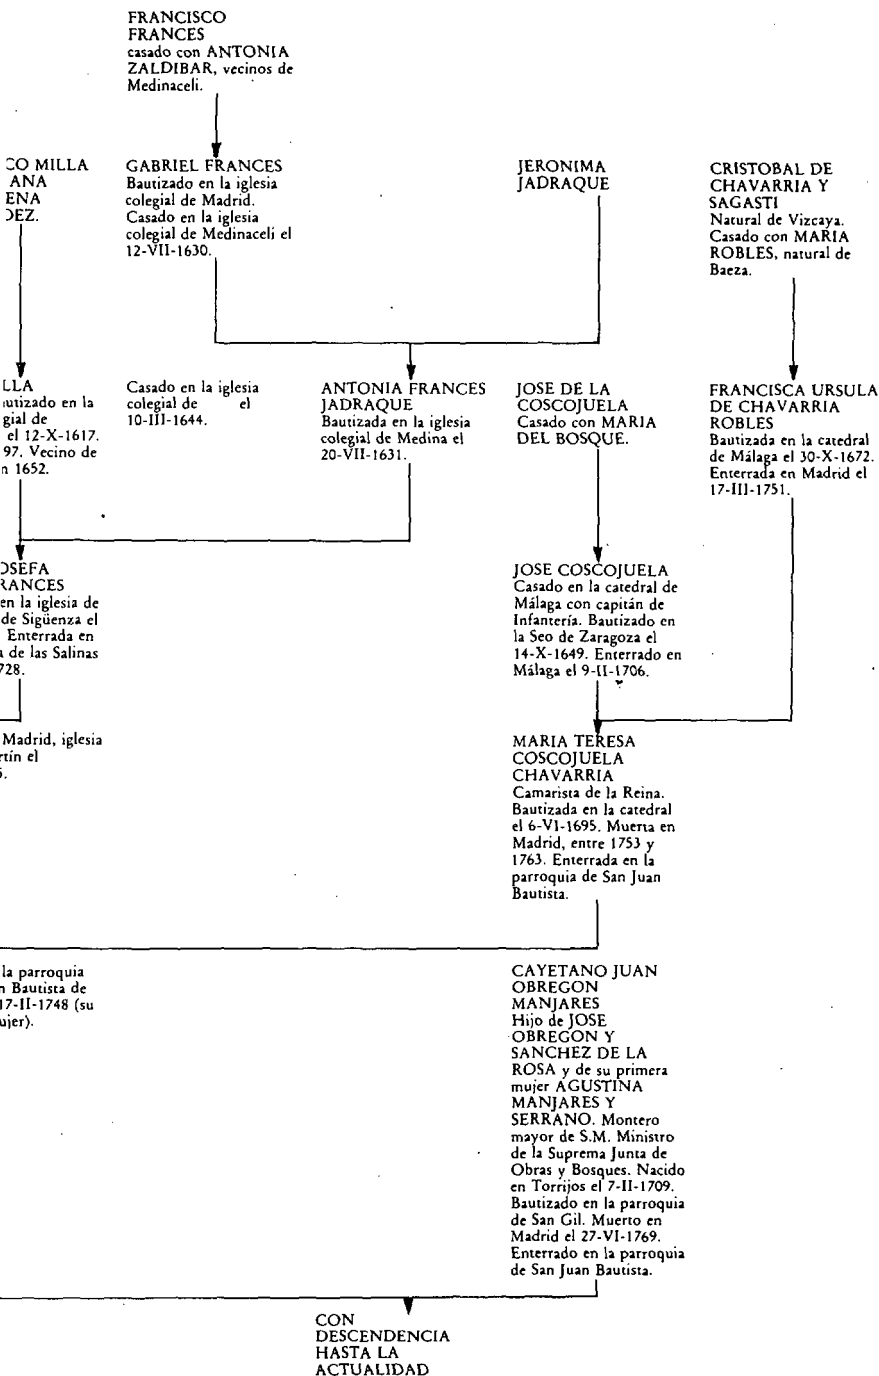 FRANCISCO
FRANCES
casado con ANTONIA
ZALDIBAR, vecinos de
Medinaceli.
CO MILLA
ANA
ENA
DEZ.
GABRIEL FRANCES
Bautizado en la iglesia
colegial de Madrid.
Casado en la iglesia
colegial de Medinaceli el
12-VII-1630.
JERONIMA
JADRAQUE
CRISTOBAL DE
CHAVARRIA Y
SAGASTI
Natural de Vizcaya.
Casado con MARIA
ROBLES, natural de
Baeza.
LLA
utizado en la
gial de
el 12-X-1617.
97. Vecino de
n 1652.
Casado en la iglesia
colegial de el
10-III-1644.
ANTONIA FRANCES
JADRAQUE
Bautizada en la iglesia
colegial de Medina el
20-VII-1631.
JOSE DE LA
COSCOJUELA
Casado con MARIA
DEL BOSQUE.
FRANCISCA URSULA
DE CHAVARRIA
ROBLES
Bautizada en la catedral
de Málaga el 30-X-1672.
Enterrada en Madrid el
17-III-1751.
OSEFA
RANCES
en la iglesia de
de Sigüenza el
Enterrada en
a de las Salinas
728.
JOSE COSCOJUELA
Casado en la catedral de
Málaga con capitán de
Infantería. Bautizado en
la Seo de Zaragoza el
14-X-1649. Enterrado en
Málaga el 9-II-1706.
Madrid, iglesia
rtín el
MARIA TERESA
COSCOJUELA
CHAVARRIA
Camarista de la Reina.
Bautizada en la catedral
el 6-VI-1695. Muerta en
Madrid, entre 1753 y
1763. Enterrada en la
parroquia de San Juan
Bautista.
la parroquia
n Bautista de
17-II-1748 (su
ujer).
CAYETANO JUAN
OBREGON
MANJARES
Hijo de JOSE
OBREGON Y
SANCHEZ DE LA
ROSA y de su primera
mujer AGUSTINA
MANJARES Y
SERRANO. Montero
mayor de S.M. Ministro
de la Suprema Junta de
Obras y Bosques. Nacido
en Torrijos el 7-II-1709.
Bautizado en la parroquia
de San Gil. Muerto en
Madrid el 27-VI-1769.
Enterrado en la parroquia
de San Juan Bautista.
CON
DESCENDENCIA
HASTA LA
ACTUALIDAD